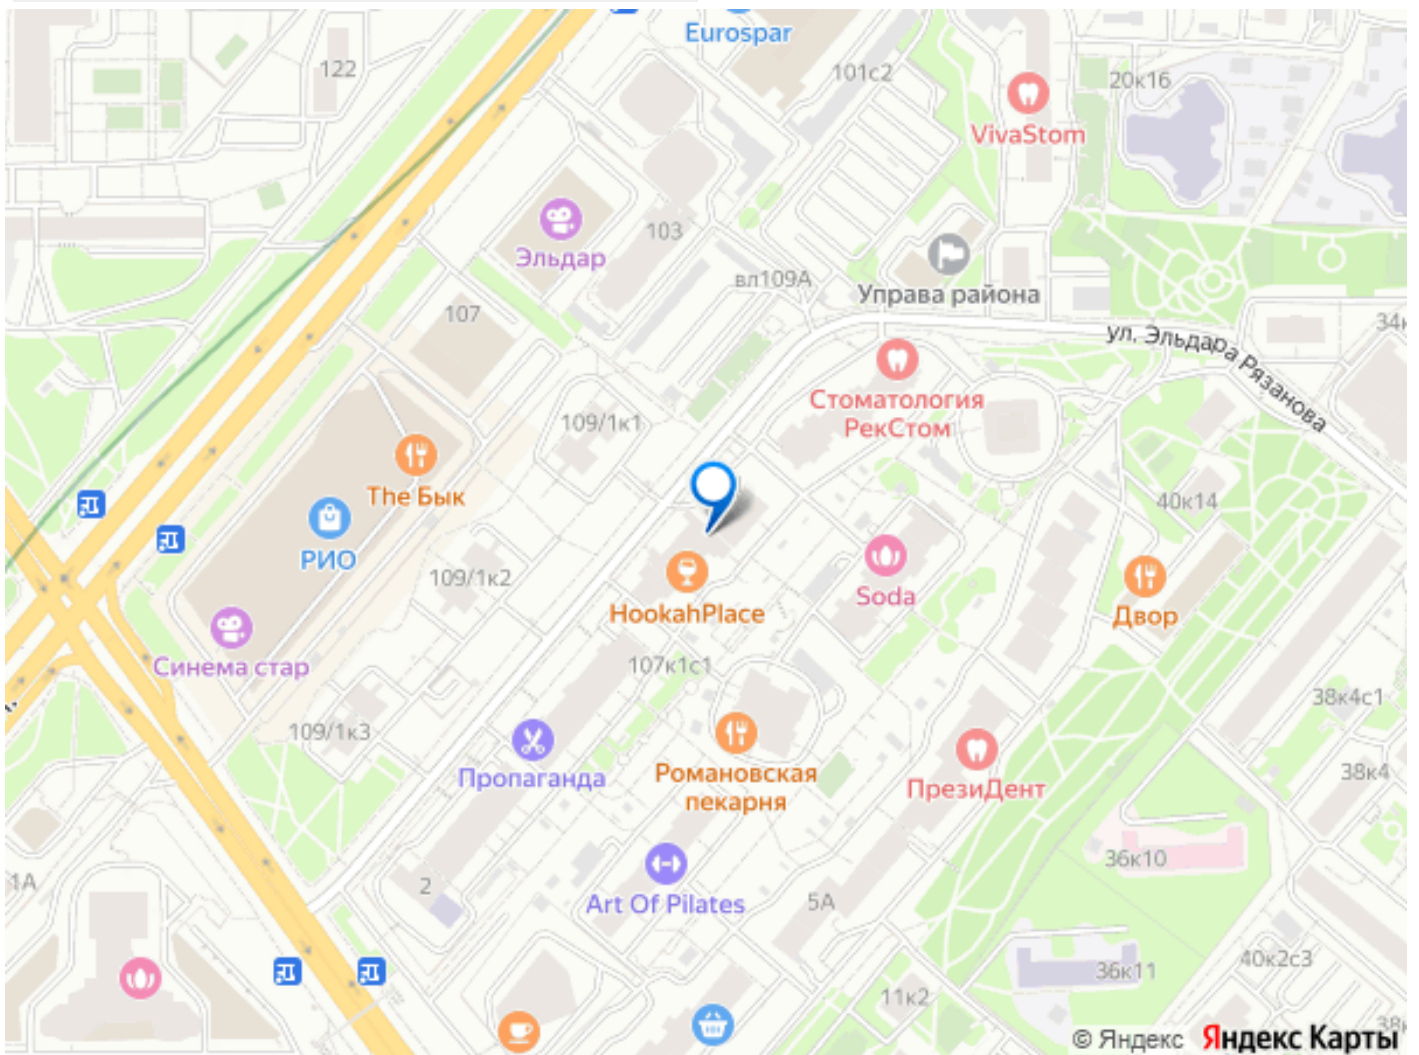 Eurospar
122
101с2
20к16
VivaStom
Эльдар
103
вл109А
Управа района
107
ул. Эльдара Рязанова
34к
109/1к1
Стоматология
РекСтом
The Бык
РИО
40к14
109/1к2
HookahPlace
Soda
Двор
Синема стар
107к1с1
38к4с1
109/1к3
Пропаганда
Романовская
пекарня
ПрезиДент
38к4
36к10
1А
2
Art Of Pilates
5А
36к11
40к2с3
11к2
38к
© Яндекс Яндекс Карты